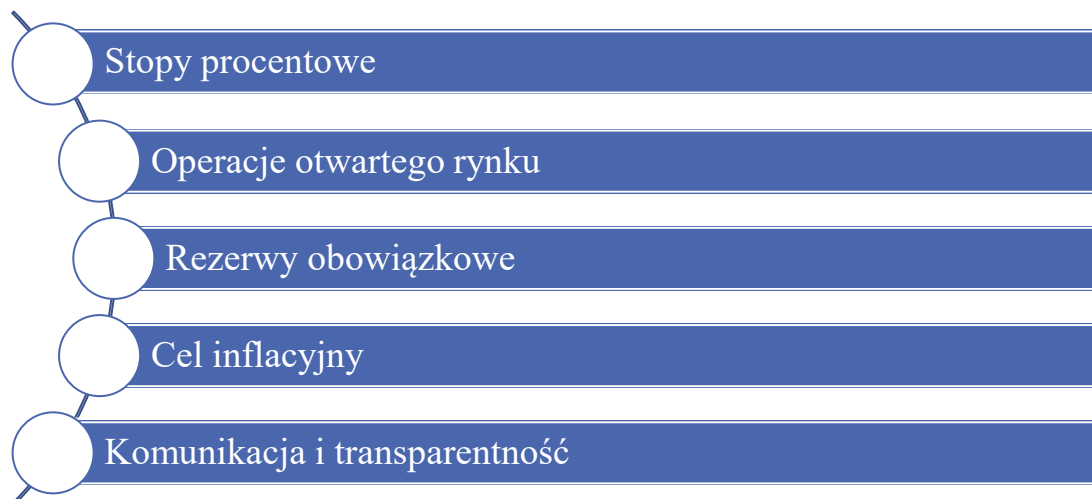 Stopy procentowe
Operacje otwartego rynku
Rezerwy obowiązkowe
Cel inflacyjny
Komunikacja i transparentność